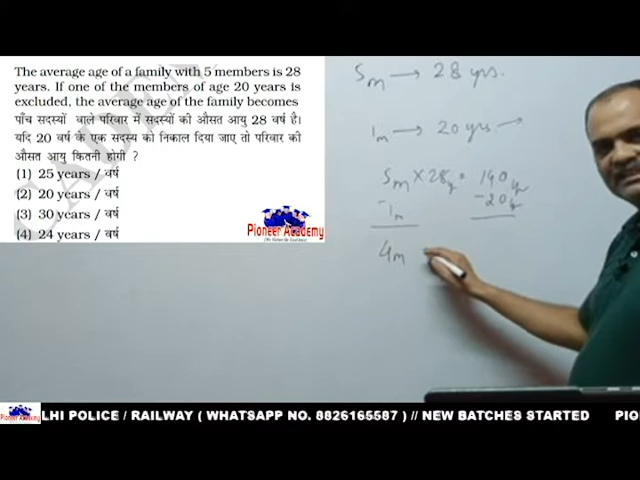 The average age of a family with 5 members is 28
years. If one of the members of age 20 years is
excluded, the average age of the family becomes
पाँच सदस्यों वाले परिवार में सदस्यों की औसत आयु 28 वर्ष है।
यदि 20 वर्ष के एक सदस्य को निकाल दिया जाए तो परिवार की
औसत आयु कितनी होगी ?
(1) 25 years / वर्ष
(2) 20 years / वर्ष
(3) 30 years / वर्ष
(4) 24 years / वर्ष
Pioneer Academy
5m → 28 yrs.
1m → 20 yrs →
5m × 28y = 140y
-1m -20y
4m
Pioneer Academy
LHI POLICE / RAILWAY ( WHATSAPP NO. 8826165587 ) // NEW BATCHES STARTED PIO